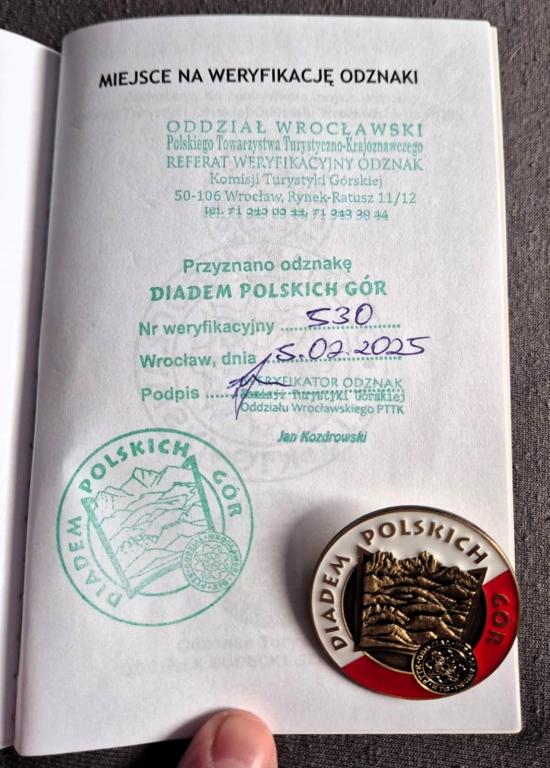 MIEJSCE NA WERYFIKACJĘ ODZNAKI
ODDZIAŁ WROCŁAWSKI
Polskiego Towarzystwa Turystyczno-Krajoznawczego
REFERAT WERYFIKACYJNY ODZNAK
Komisji Turystyki Górskiej
50-106 Wrocław, Rynek-Ratusz 11/12
tel. 71
Przyznano odznakę
DIADEM POLSKICH GÓR
Nr weryfikacyjny 530
Wrocław, dnia 5.02.2025
Podpis
WERYFIKATOR ODZNAK
Komisji Turystyki Górskiej
Oddziału Wrocławskiego PTTK
Jan Kozdrowski
DIADEM POLSKICH GÓR
DIADEM POLSKICH GÓR